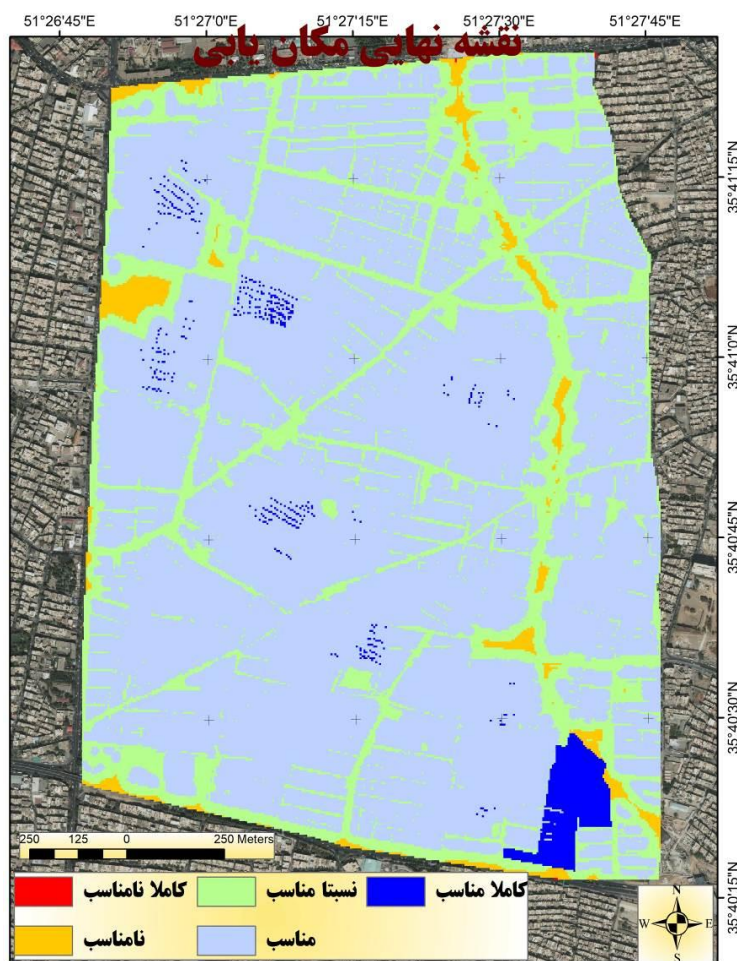 51°26'45"E 51°27'0"E 51°27'15"E 51°27'30"E 51°27'45"E
نقشه نهایی مکان یابی
35°41'15"N
35°41'0"N
35°40'45"N
35°40'30"N
35°40'15"N
250 125 0 250 Meters
کاملا مناسب نسبتا مناسب کاملا نامناسب
مناسب نامناسب
N
W E
S